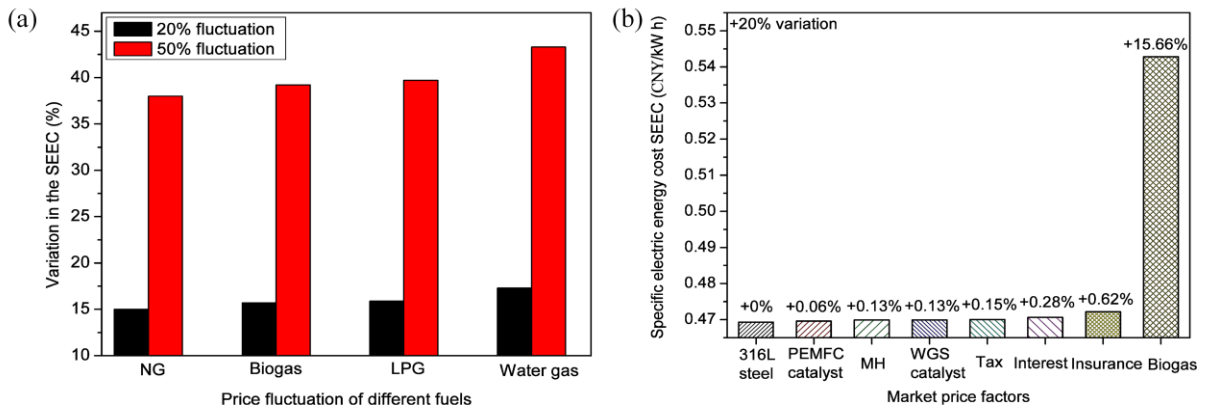 (a)
45
40
35
30
25
20
15
10
Variation in the SEEC (%)
20% fluctuation
50% fluctuation
NG
Biogas
LPG
Water gas
Price fluctuation of different fuels
(b)
0.55
0.54
0.53
0.52
0.51
0.50
0.49
0.48
0.47
Specific electric energy cost SEEC (CNY/kW h)
+20% variation
+0%
+0.06%
+0.13%
+0.13%
+0.15%
+0.28%
+0.62%
+15.66%
316L
steel
PEMFC
catalyst
MH
WGS
catalyst
Tax
Interest
Insurance
Biogas
Market price factors